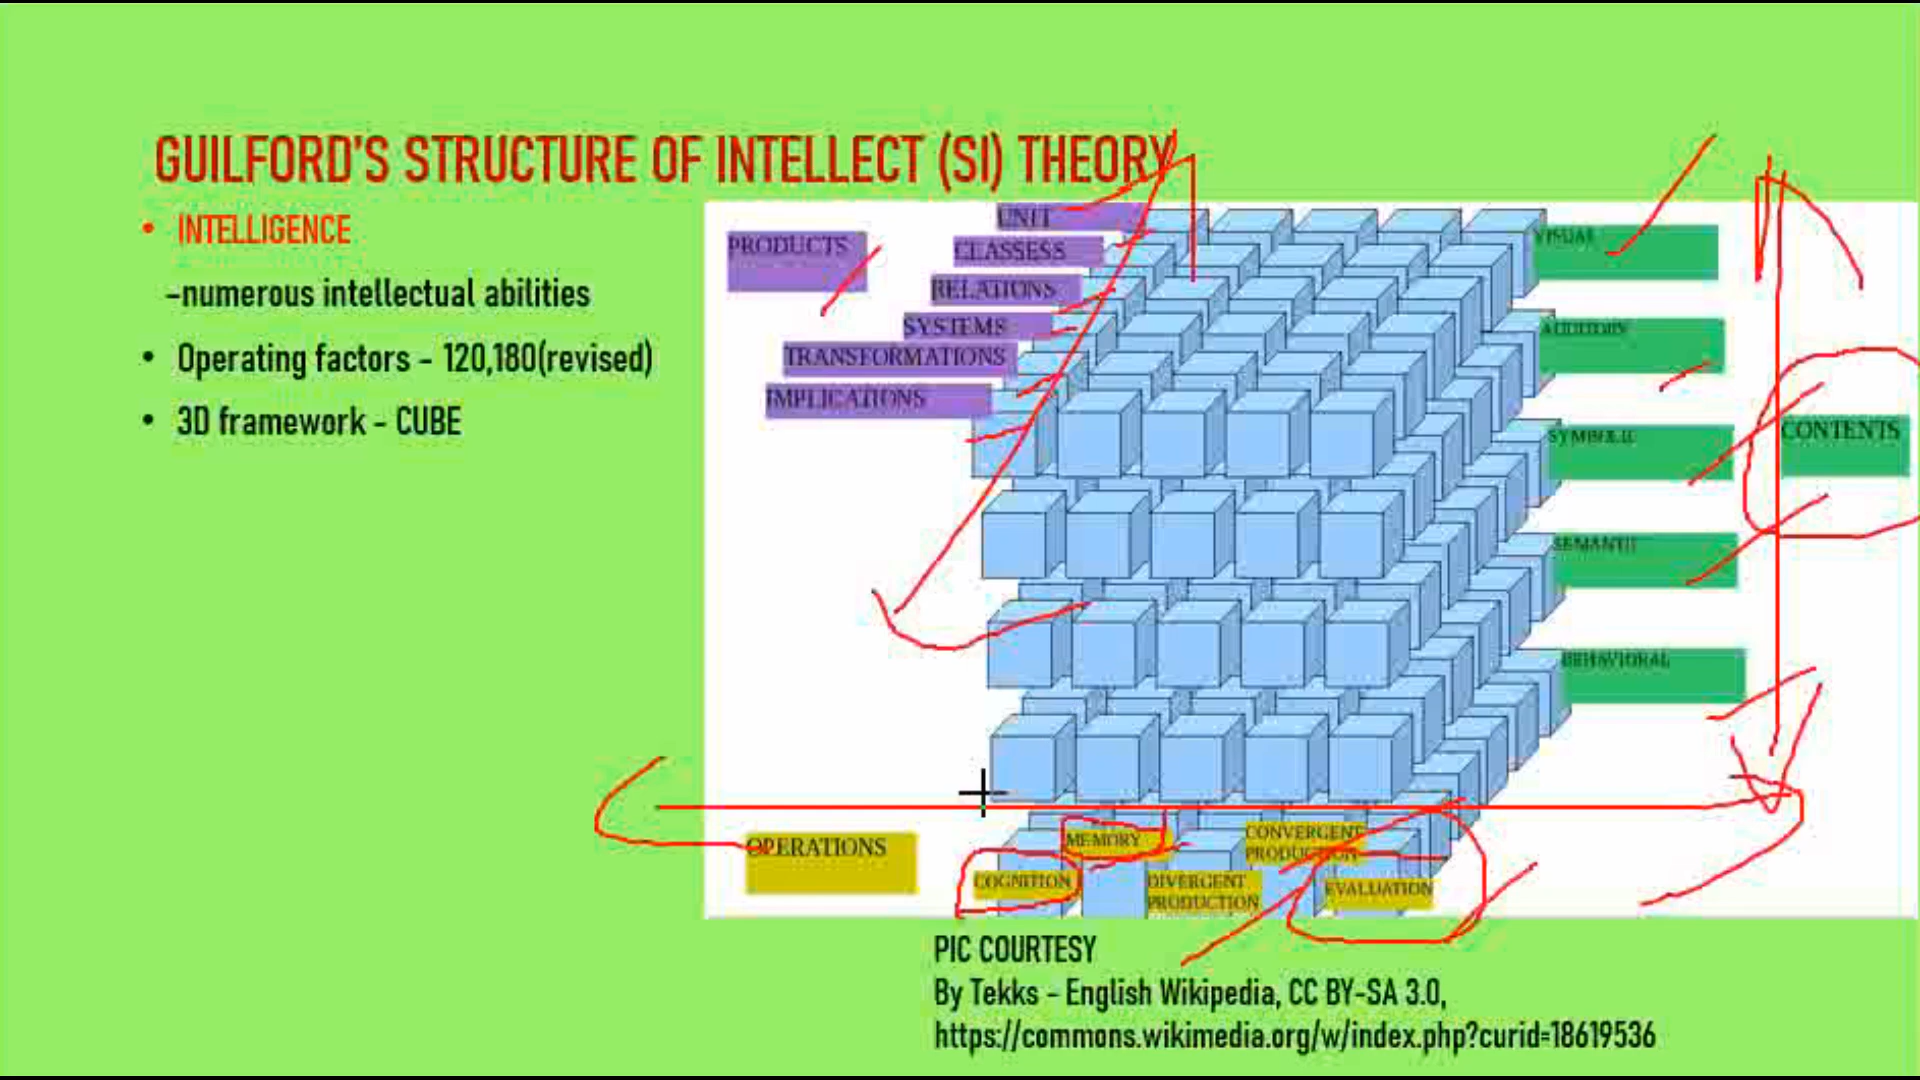 GUILFORD'S STRUCTURE OF INTELLECT (SI) THEORY
• INTELLIGENCE
-numerous intellectual abilities
• Operating factors - 120,180(revised)
• 3D framework - CUBE
PRODUCTS
UNIT
CLASSESS
RELATIONS
SYSTEMS
TRANSFORMATIONS
IMPLICATIONS
VISUAL
AUDITORY
SYMBOLIC
SEMANTIC
BEHAVIORAL
CONTENTS
OPERATIONS
COGNITION
MEMORY
DIVERGENT
PRODUCTION
CONVERGENT
PRODUCTION
EVALUATION
PIC COURTESY
By Tekks - English Wikipedia, CC BY-SA 3.0,
https://commons.wikimedia.org/w/index.php?curid=18619536